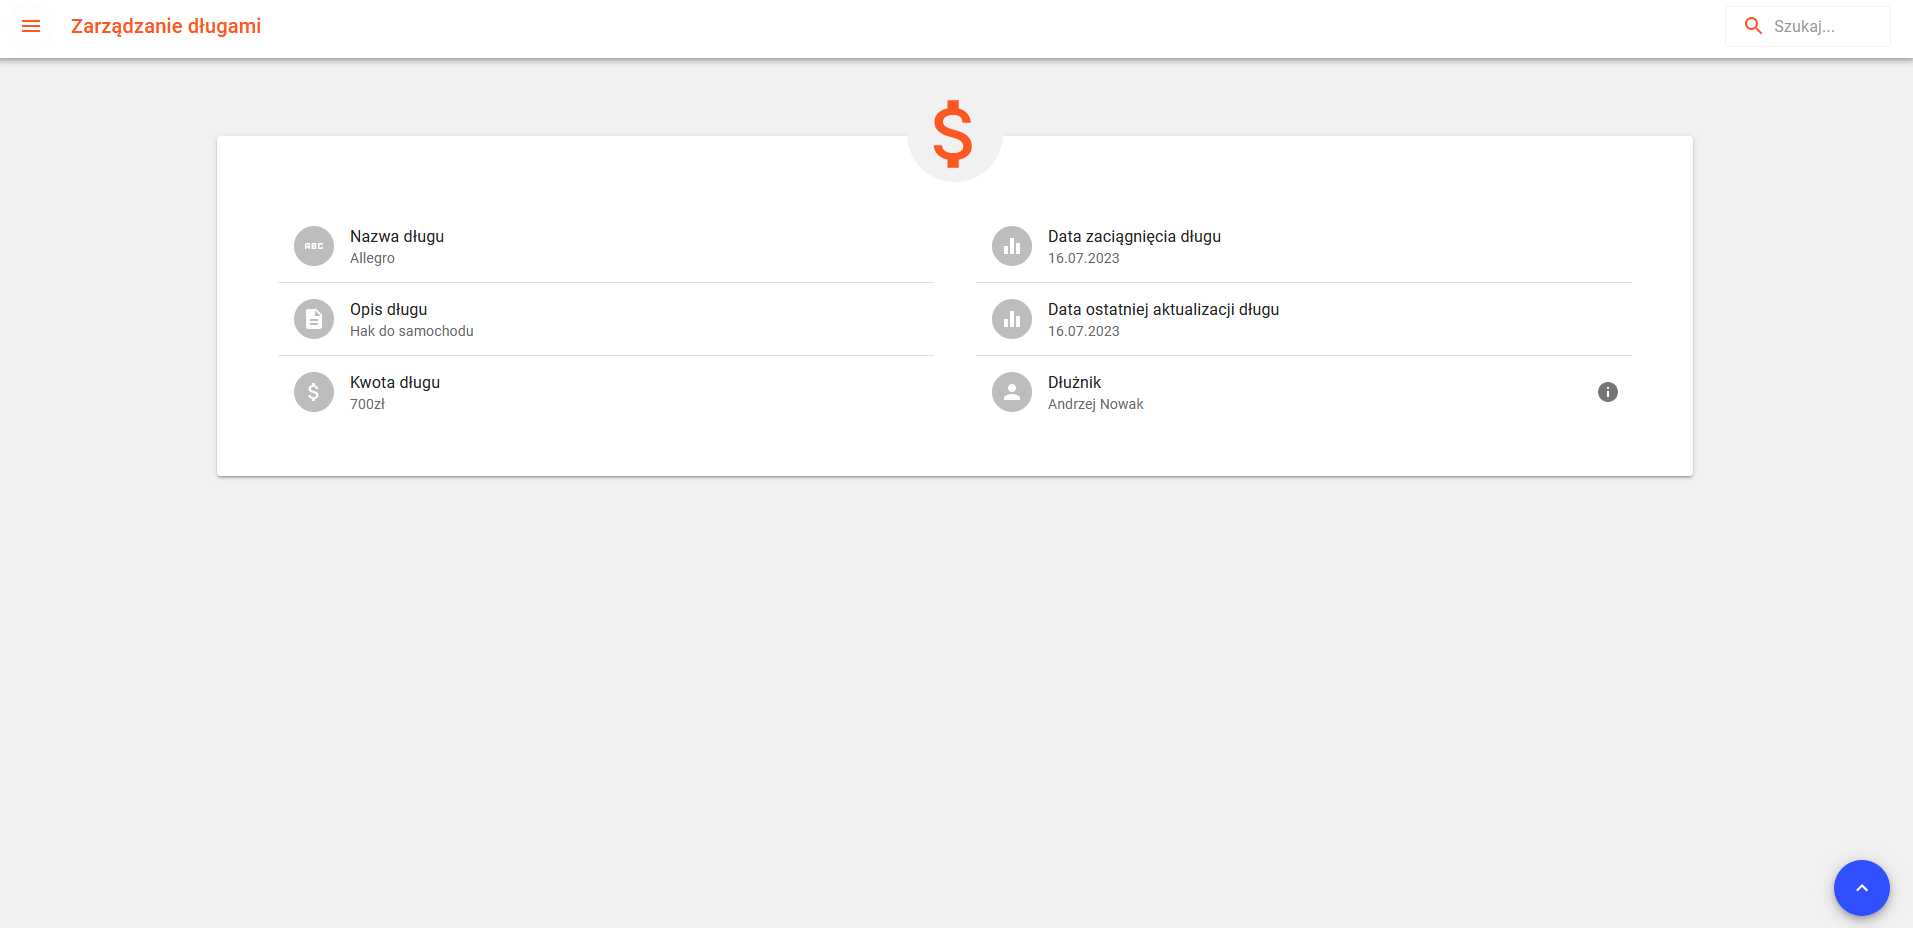 Zarządzanie długami
Szukaj...
$
ABC
Nazwa długu
Allegro
Opis długu
Hak do samochodu
$
Kwota długu
700zł
Data zaciągnięcia długu
16.07.2023
Data ostatniej aktualizacji długu
16.07.2023
Dłużnik
Andrzej Nowak